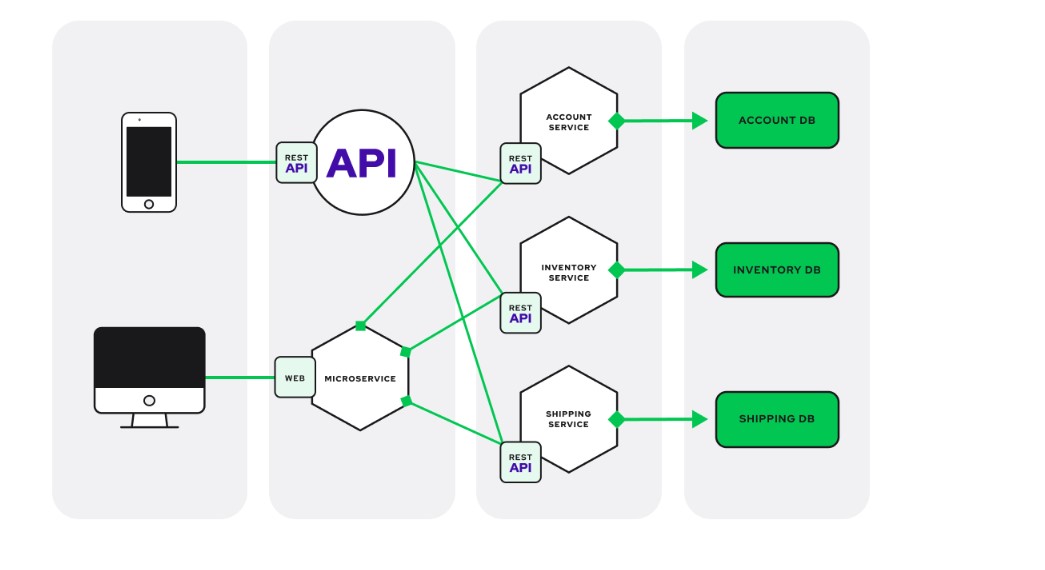 REST
API
API
WEB
MICROSERVICE
ACCOUNT
SERVICE
REST
API
INVENTORY
SERVICE
REST
API
SHIPPING
SERVICE
REST
API
ACCOUNT DB
INVENTORY DB
SHIPPING DB